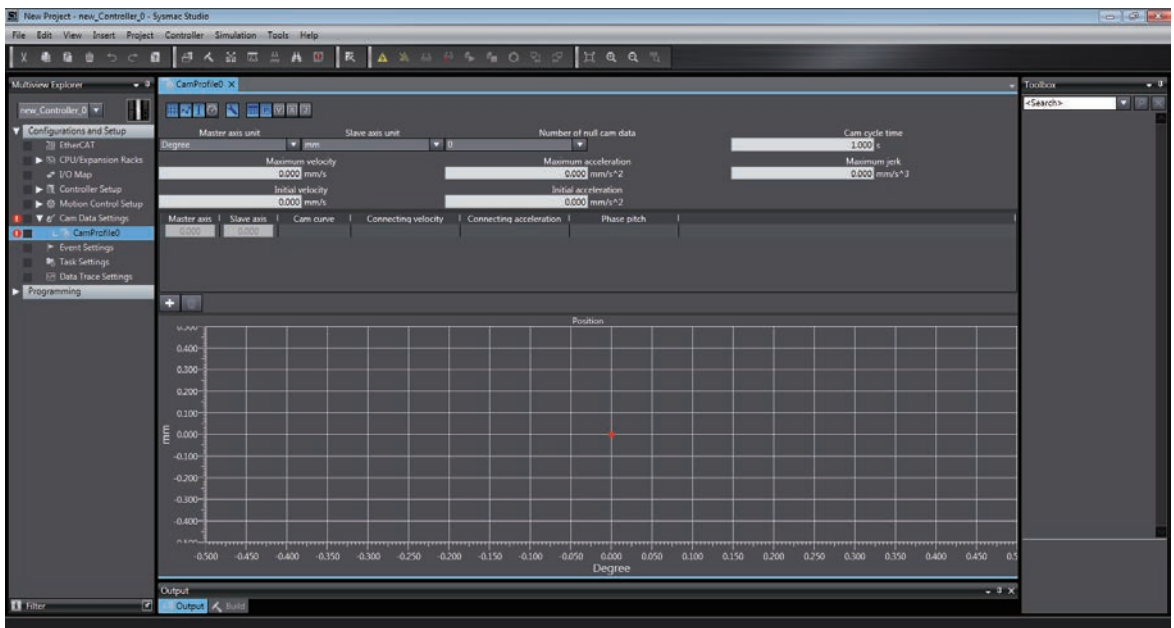 New Project - new_Controller_0 - Sysmac Studio
File Edit View Insert Project Controller Simulation Tools Help
Multiview Explorer
new_Controller_0
Configurations and Setup
EtherCAT
CPU/Expansion Racks
I/O Map
Controller Setup
Motion Control Setup
Cam Data Settings
CamProfile0
Event Settings
Task Settings
Data Trace Settings
Programming
Filter
CamProfile0
Master axis unit Slave axis unit Number of null cam data Cam cycle time
Degree mm 0 1.000 s
Maximum velocity Maximum acceleration Maximum jerk
0.000 mm/s 0.000 mm/s^2 0.000 mm/s^3
Initial velocity Initial acceleration
0.000 mm/s 0.000 mm/s^2
Master axis Slave axis Cam curve Connecting velocity Connecting acceleration Phase pitch
0.000 0.000
Position
0.400
0.300
0.200
0.100
0.000
-0.100
-0.200
-0.300
-0.400
mm
-0.500 -0.450 -0.400 -0.350 -0.300 -0.250 -0.200 -0.150 -0.100 -0.050 0.000 0.050 0.100 0.150 0.200 0.250 0.300 0.350 0.400 0.450 0.5
Degree
Output
Output Build
Toolbox
<Search>